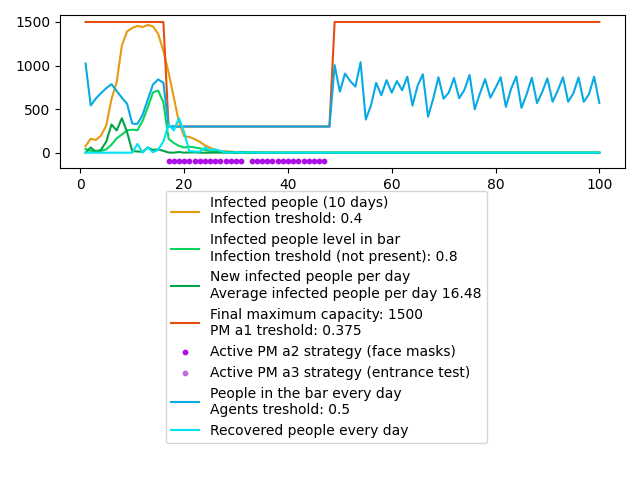 1500
1000
500
0
0
20
40
60
80
100
Infected people (10 days)
Infection treshold: 0.4
Infected people level in bar
Infection treshold (not present): 0.8
New infected people per day
Average infected people per day 16.48
Final maximum capacity: 1500
PM a1 treshold: 0.375
Active PM a2 strategy (face masks)
Active PM a3 strategy (entrance test)
People in the bar every day
Agents treshold: 0.5
Recovered people every day